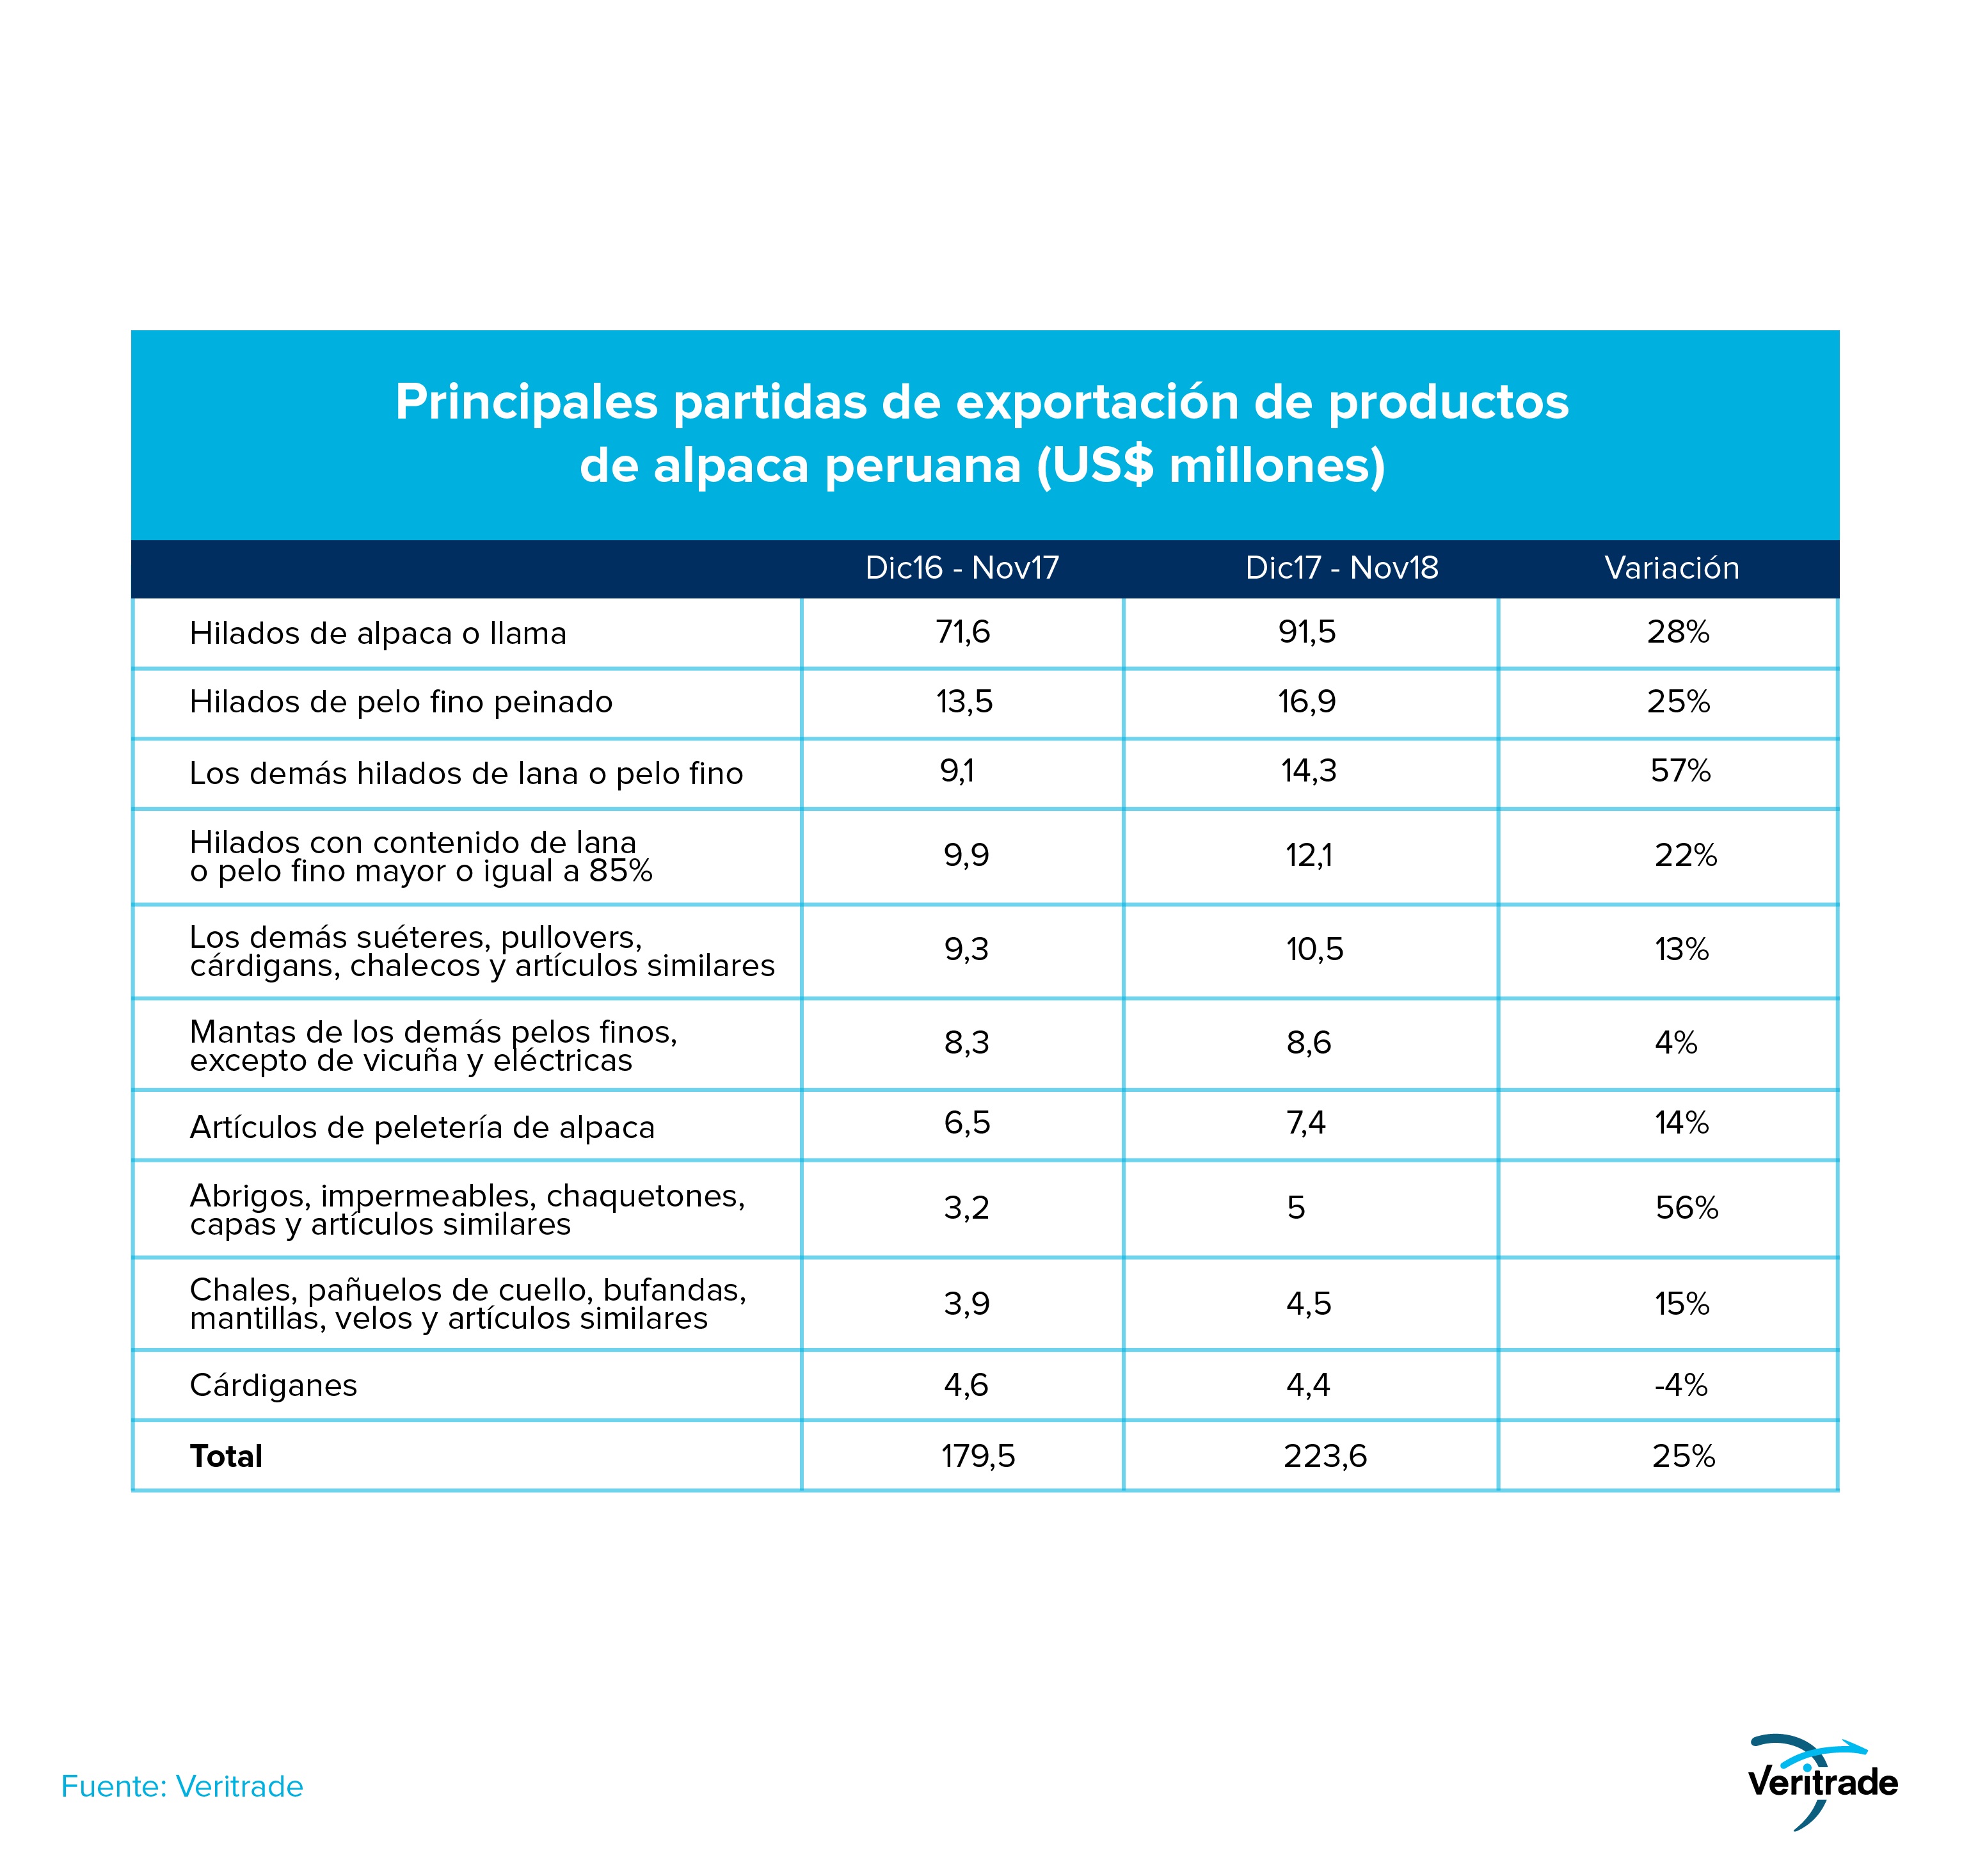 Principales partidas de exportación de productos
de alpaca peruana (US$ millones)
Dic16 - Nov17 Dic17 - Nov18 Variación
Hilados de alpaca o llama 71,6 91,5 28%
Hilados de pelo fino peinado 13,5 16,9 25%
Los demás hilados de lana o pelo fino 9,1 14,3 57%
Hilados con contenido de lana
o pelo fino mayor o igual a 85% 9,9 12,1 22%
Los demás suéteres, pullovers,
cárdigans, chalecos y artículos similares 9,3 10,5 13%
Mantas de los demás pelos finos,
excepto de vicuña y eléctricas 8,3 8,6 4%
Artículos de peletería de alpaca 6,5 7,4 14%
Abrigos, impermeables, chaquetones,
capas y artículos similares 3,2 5 56%
Chales, pañuelos de cuello, bufandas,
mantillas, velos y artículos similares 3,9 4,5 15%
Cárdiganes 4,6 4,4 -4%
Total 179,5 223,6 25%
Fuente: Veritrade
Veritrade